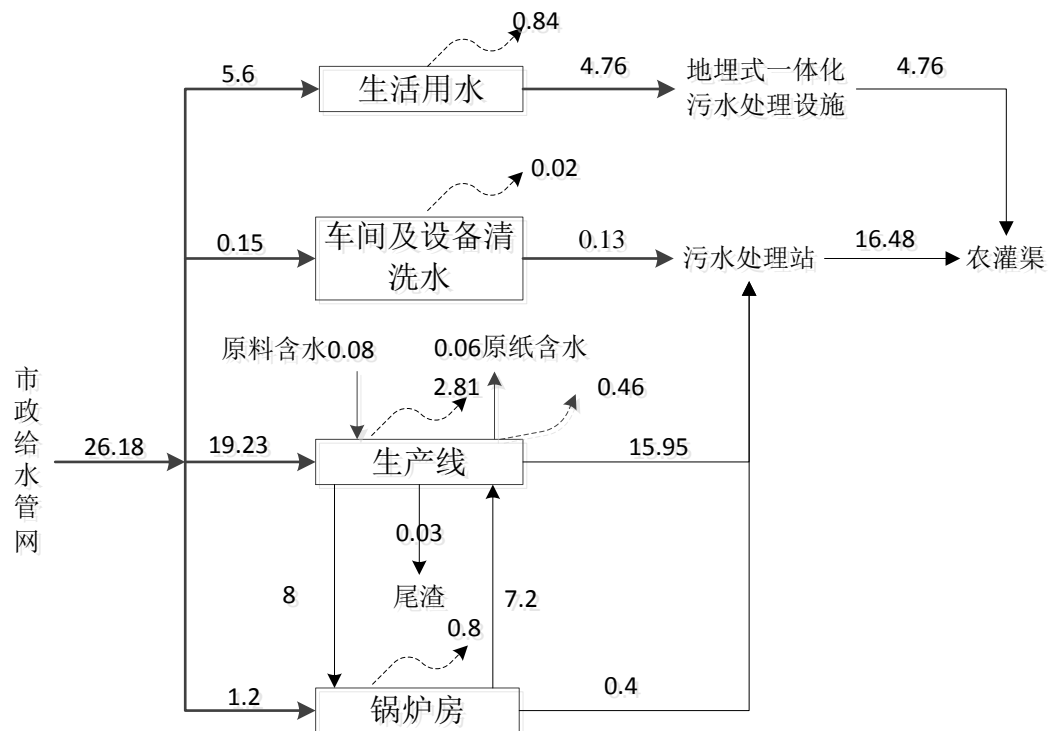 0.84
5.6
生活用水
4.76
地埋式一体化
污水处理设施
4.76
0.02
0.15
车间及设备清
洗水
0.13
污水处理站
16.48
农灌渠
原料含水0.08
0.06原纸含水
2.81
0.46
市政给水管网
26.18
19.23
生产线
15.95
0.03
尾渣
8
7.2
0.8
1.2
锅炉房
0.4